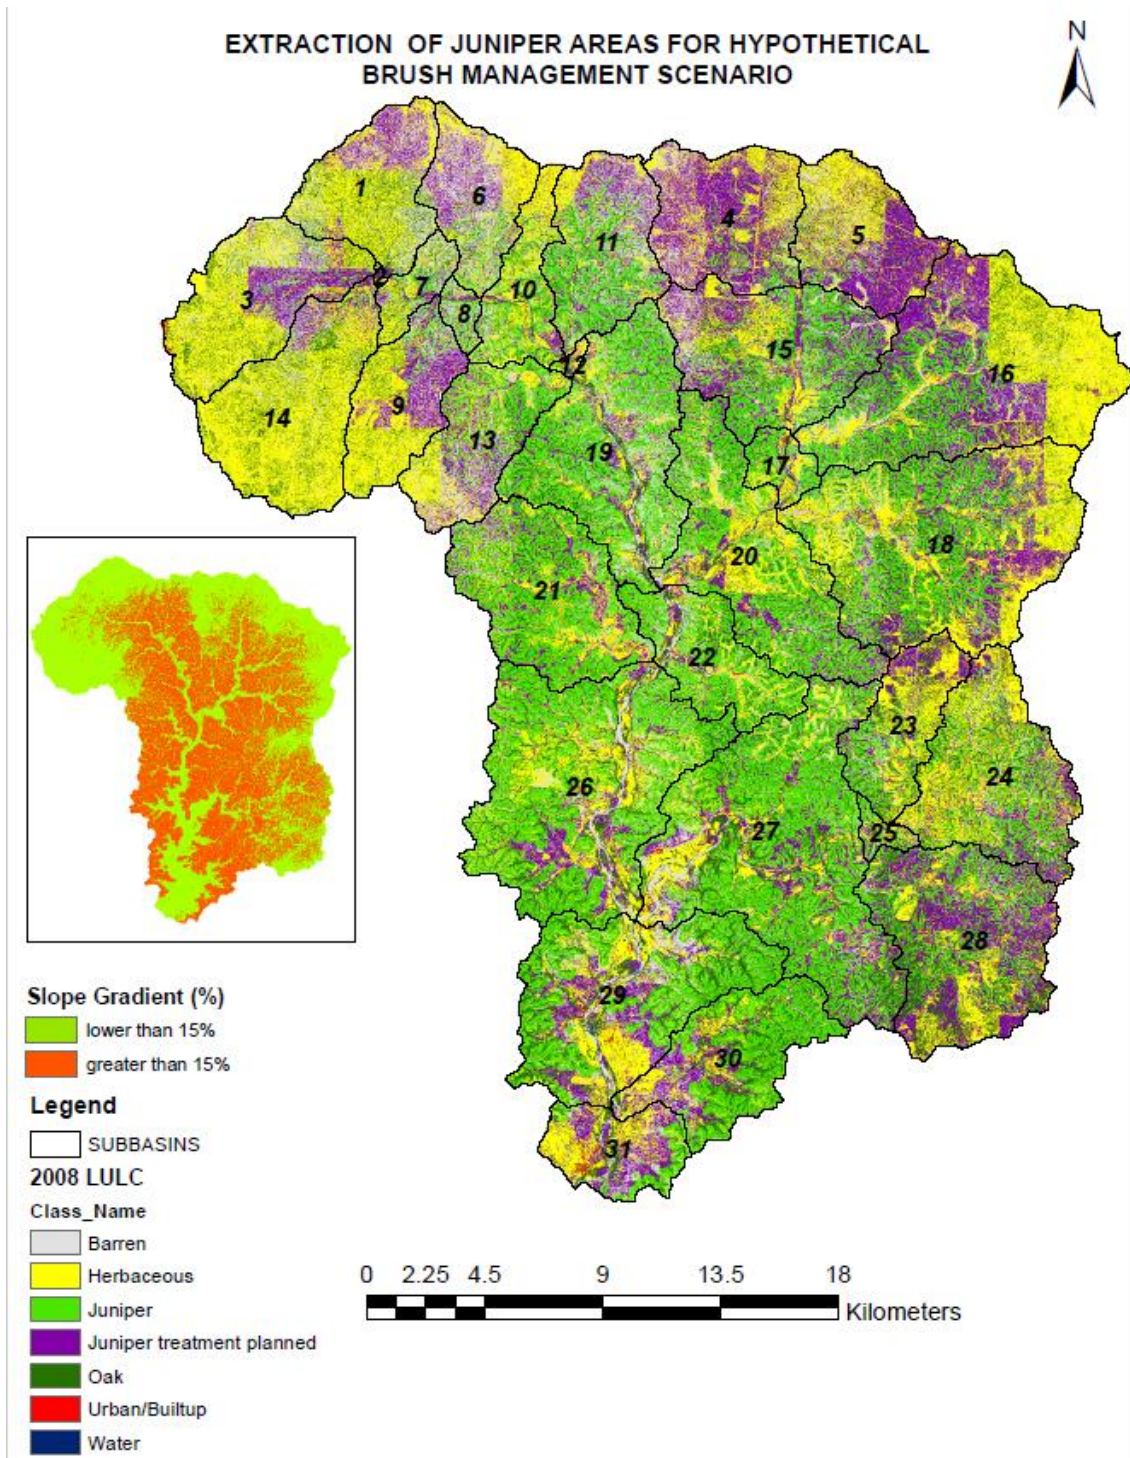 EXTRACTION OF JUNIPER AREAS FOR HYPOTHETICAL
BRUSH MANAGEMENT SCENARIO
N
1
6
11
4
5
3
2
7
10
8
12
15
16
14
9
13
19
17
18
20
21
22
23
24
26
27
25
28
29
30
31
Slope Gradient (%)
lower than 15%
greater than 15%
Legend
SUBBASINS
2008 LULC
Class_Name
Barren
Herbaceous
Juniper
Juniper treatment planned
Oak
Urban/Builtup
Water
0 2.25 4.5 9 13.5 18
Kilometers